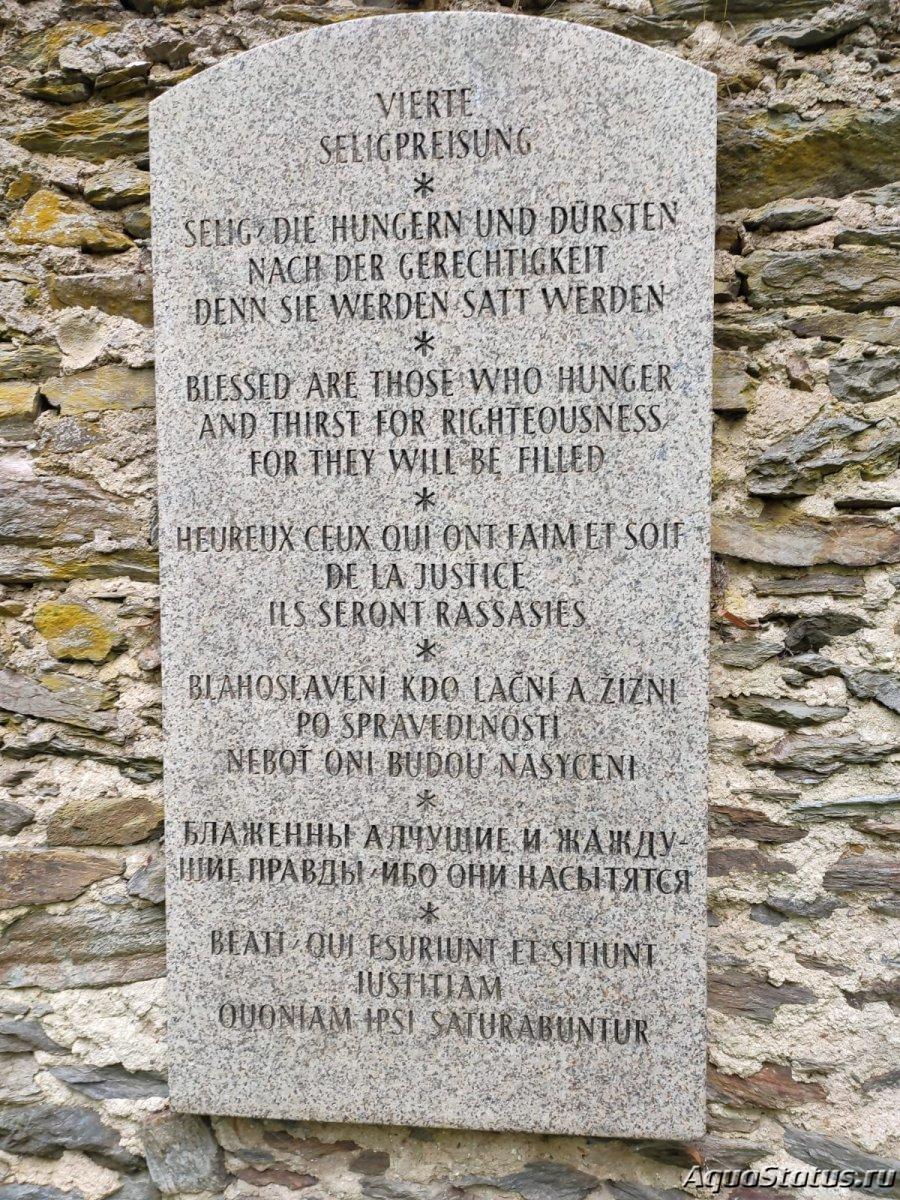 VIERTE
SELIGPREISUNG
*
SELIG, DIE HUNGERN UND DÜRSTEN
NACH DER GERECHTIGKEIT
DENN SIE WERDEN SATT WERDEN
*
BLESSED ARE THOSE WHO HUNGER
AND THIRST FOR RIGHTEOUSNESS,
FOR THEY WILL BE FILLED
*
HEUREUX CEUX QUI ONT FAIM ET SOIF
DE LA JUSTICE
ILS SERONT RASSASIÉS
*
BLAHOSLAVENÍ KDO LAČNÍ A ŽÍZNÍ
PO SPRAVEDLNOSTI
NEBOŤ ONI BUDOU NASYCENI
*
БЛАЖЕННЫ АЛЧУЩИЕ И ЖАЖДУ-
ЩИЕ ПРАВДЫ, ИБО ОНИ НАСЫТЯТСЯ
*
BEATI, QUI ESURIUNT ET SITIUNT
IUSTITIAM
QUONIAM IPSI SATURABUNTUR
AquaStatus.ru